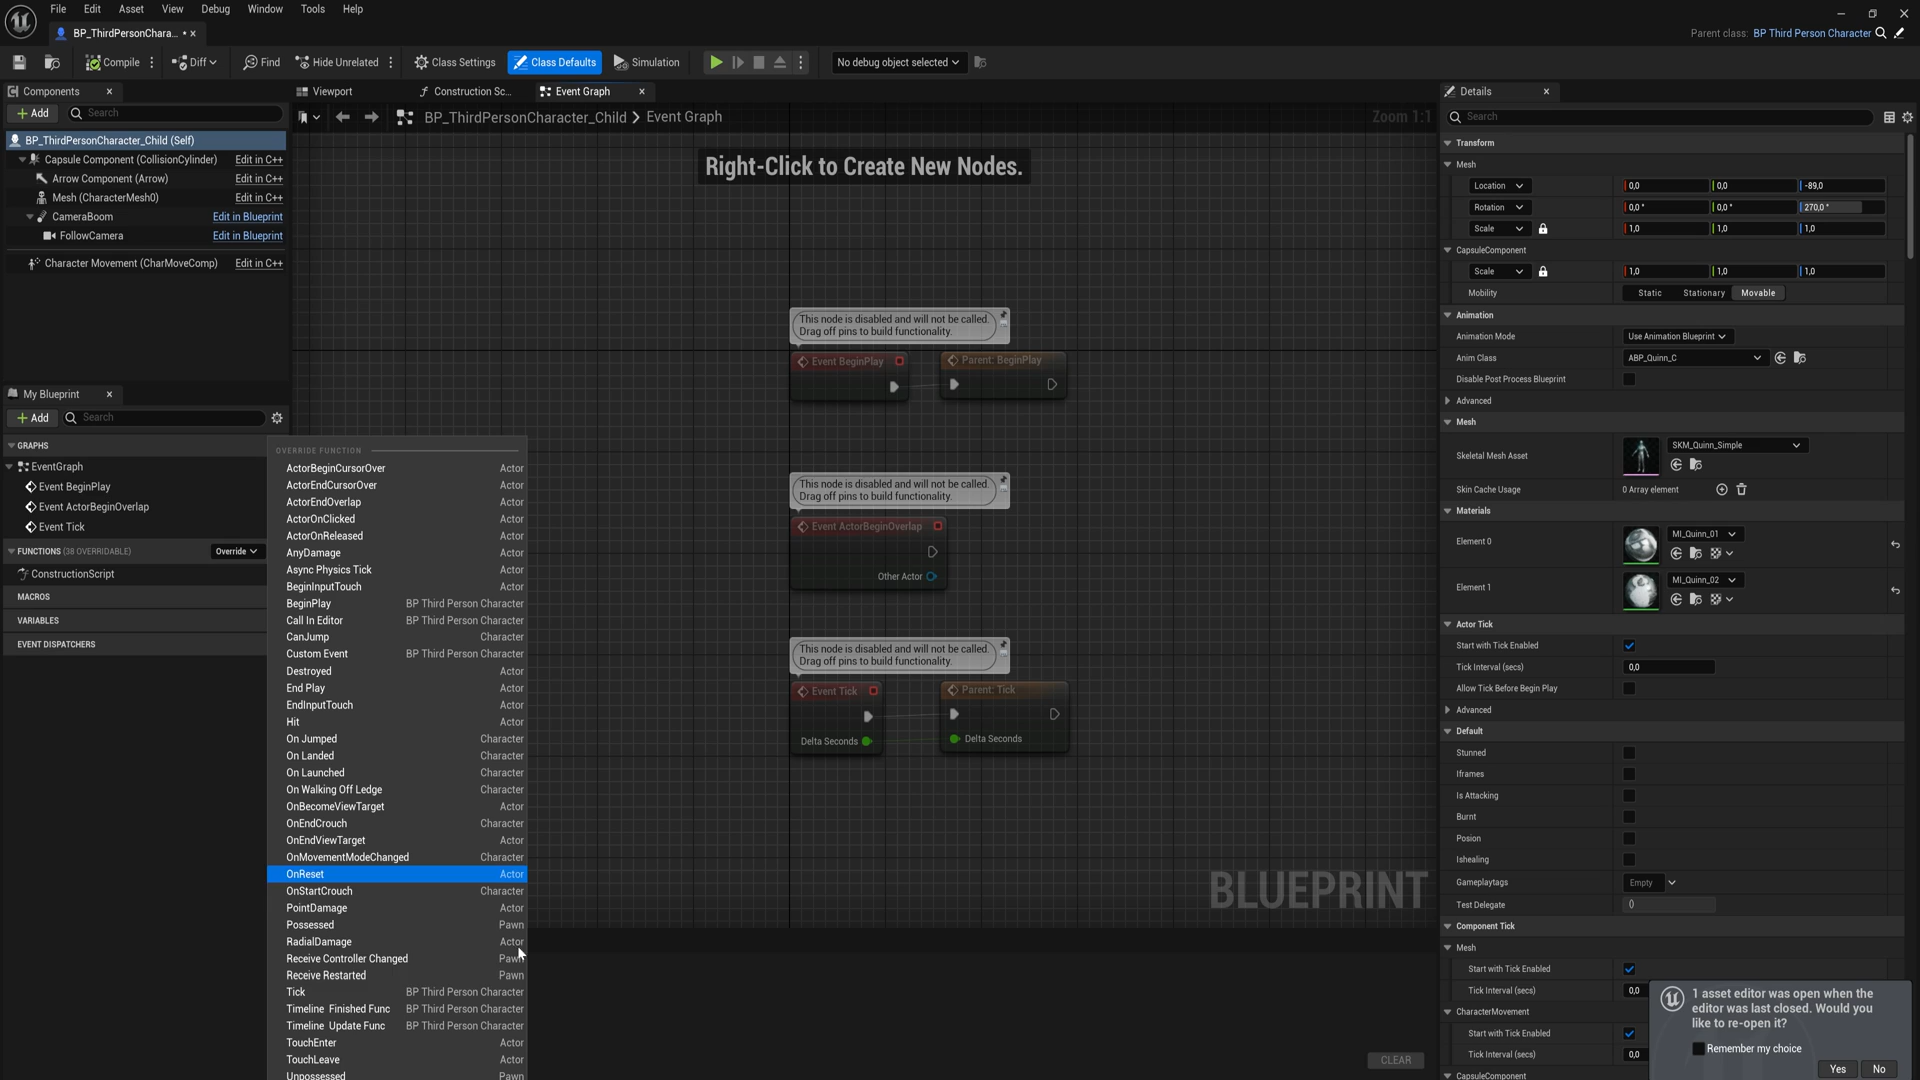 File Edit Asset View Debug Window Tools Help
BP_ThirdPersonChara... •
Parent class: BP Third Person Character
Compile Diff Find Hide Unrelated Class Settings Class Defaults Simulation No debug object selected
Components
Add Search
BP_ThirdPersonCharacter_Child (Self)
Capsule Component (CollisionCylinder) Edit in C++
Arrow Component (Arrow) Edit in C++
Mesh (CharacterMesh0) Edit in C++
CameraBoom Edit in Blueprint
FollowCamera Edit in Blueprint
Character Movement (CharMoveComp) Edit in C++
My Blueprint
Add Search
GRAPHS
EventGraph
Event BeginPlay
Event ActorBeginOverlap
Event Tick
FUNCTIONS (38 OVERRIDABLE) Override
ConstructionScript
MACROS
VARIABLES
EVENT DISPATCHERS
OVERRIDE FUNCTION
ActorBeginCursorOver Actor
ActorEndCursorOver Actor
ActorEndOverlap Actor
ActorOnClicked Actor
ActorOnReleased Actor
AnyDamage Actor
Async Physics Tick Actor
BeginInputTouch Actor
BeginPlay BP Third Person Character
Call In Editor BP Third Person Character
CanJump Character
Custom Event BP Third Person Character
Destroyed Actor
End Play Actor
EndInputTouch Actor
Hit Actor
On Jumped Character
On Landed Character
On Launched Character
On Walking Off Ledge Character
OnBecomeViewTarget Actor
OnEndCrouch Character
OnEndViewTarget Actor
OnMovementModeChanged Character
OnReset Actor
OnStartCrouch Character
PointDamage Actor
Possessed Pawn
RadialDamage Actor
Receive Controller Changed Pawn
Receive Restarted Pawn
Tick BP Third Person Character
Timeline Finished Func BP Third Person Character
Timeline Update Func BP Third Person Character
TouchEnter Actor
TouchLeave Actor
Unpossessed Pawn
Viewport Construction Sc... Event Graph
BP_ThirdPersonCharacter_Child > Event Graph Zoom 1:1
Right-Click to Create New Nodes.
This node is disabled and will not be called.
Drag off pins to build functionality.
Event BeginPlay Parent: BeginPlay
This node is disabled and will not be called.
Drag off pins to build functionality.
Event ActorBeginOverlap
Other Actor
This node is disabled and will not be called.
Drag off pins to build functionality.
Event Tick Parent: Tick
Delta Seconds Delta Seconds
BLUEPRINT
CLEAR
Details
Search
Transform
Mesh
Location 0,0 0,0 -89,0
Rotation 0,0 ° 0,0 ° 270,0 °
Scale 1,0 1,0 1,0
CapsuleComponent
Scale 1,0 1,0 1,0
Mobility Static Stationary Movable
Animation
Animation Mode Use Animation Blueprint
Anim Class ABP_Quinn_C
Disable Post Process Blueprint
Advanced
Mesh
Skeletal Mesh Asset SKM_Quinn_Simple
Skin Cache Usage 0 Array element
Materials
Element 0 MI_Quinn_01
Element 1 MI_Quinn_02
Actor Tick
Start with Tick Enabled
Tick Interval (secs) 0,0
Allow Tick Before Begin Play
Advanced
Default
Stunned
Iframes
Is Attacking
Burnt
Posion
Ishealing
Gameplaytags Empty
Test Delegate ()
Component Tick
Mesh
Start with Tick Enabled
Tick Interval (secs) 0,0
CharacterMovement
Start with Tick Enabled
Tick Interval (secs) 0,0
CapsuleComponent
1 asset editor was open when the
editor was last closed. Would you
like to re-open it?
Remember my choice
Yes No